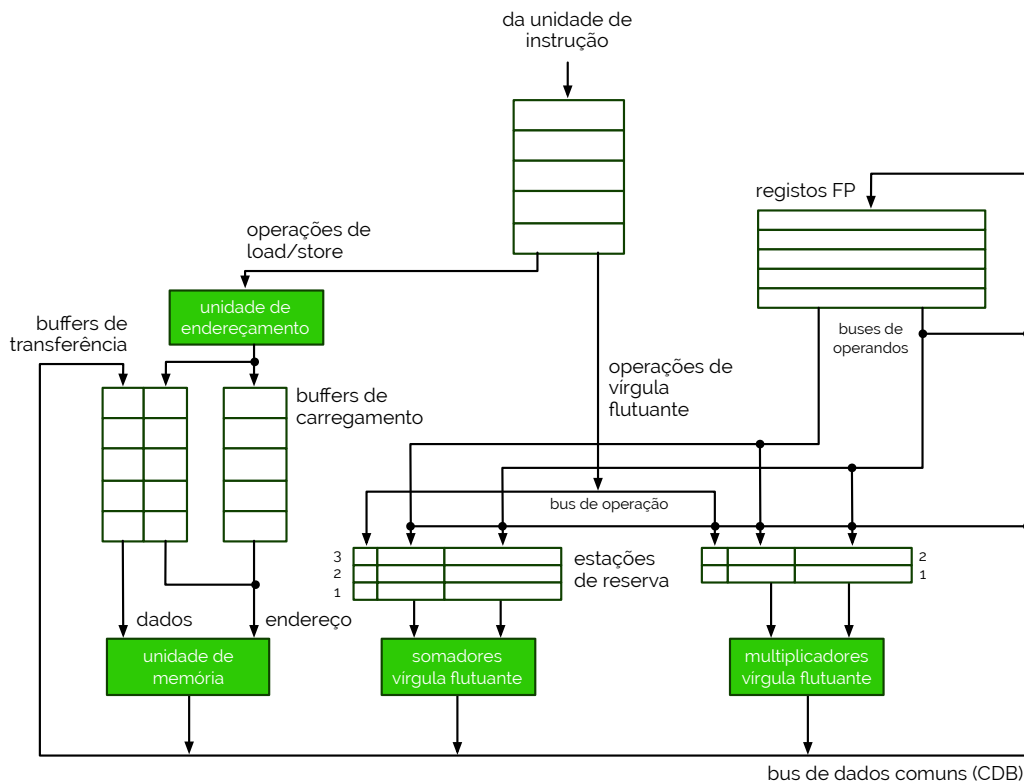 da unidade de
instrução
registos FP
operações de
load/store
unidade de
endereçamento
buffers de
transferência
buses de
operandos
operações de
vírgula
flutuante
buffers de
carregamento
bus de operação
3
2
1
estações
de reserva
2
1
dados
endereço
unidade de
memória
somadores
vírgula flutuante
multiplicadores
vírgula flutuante
bus de dados comuns (CDB)